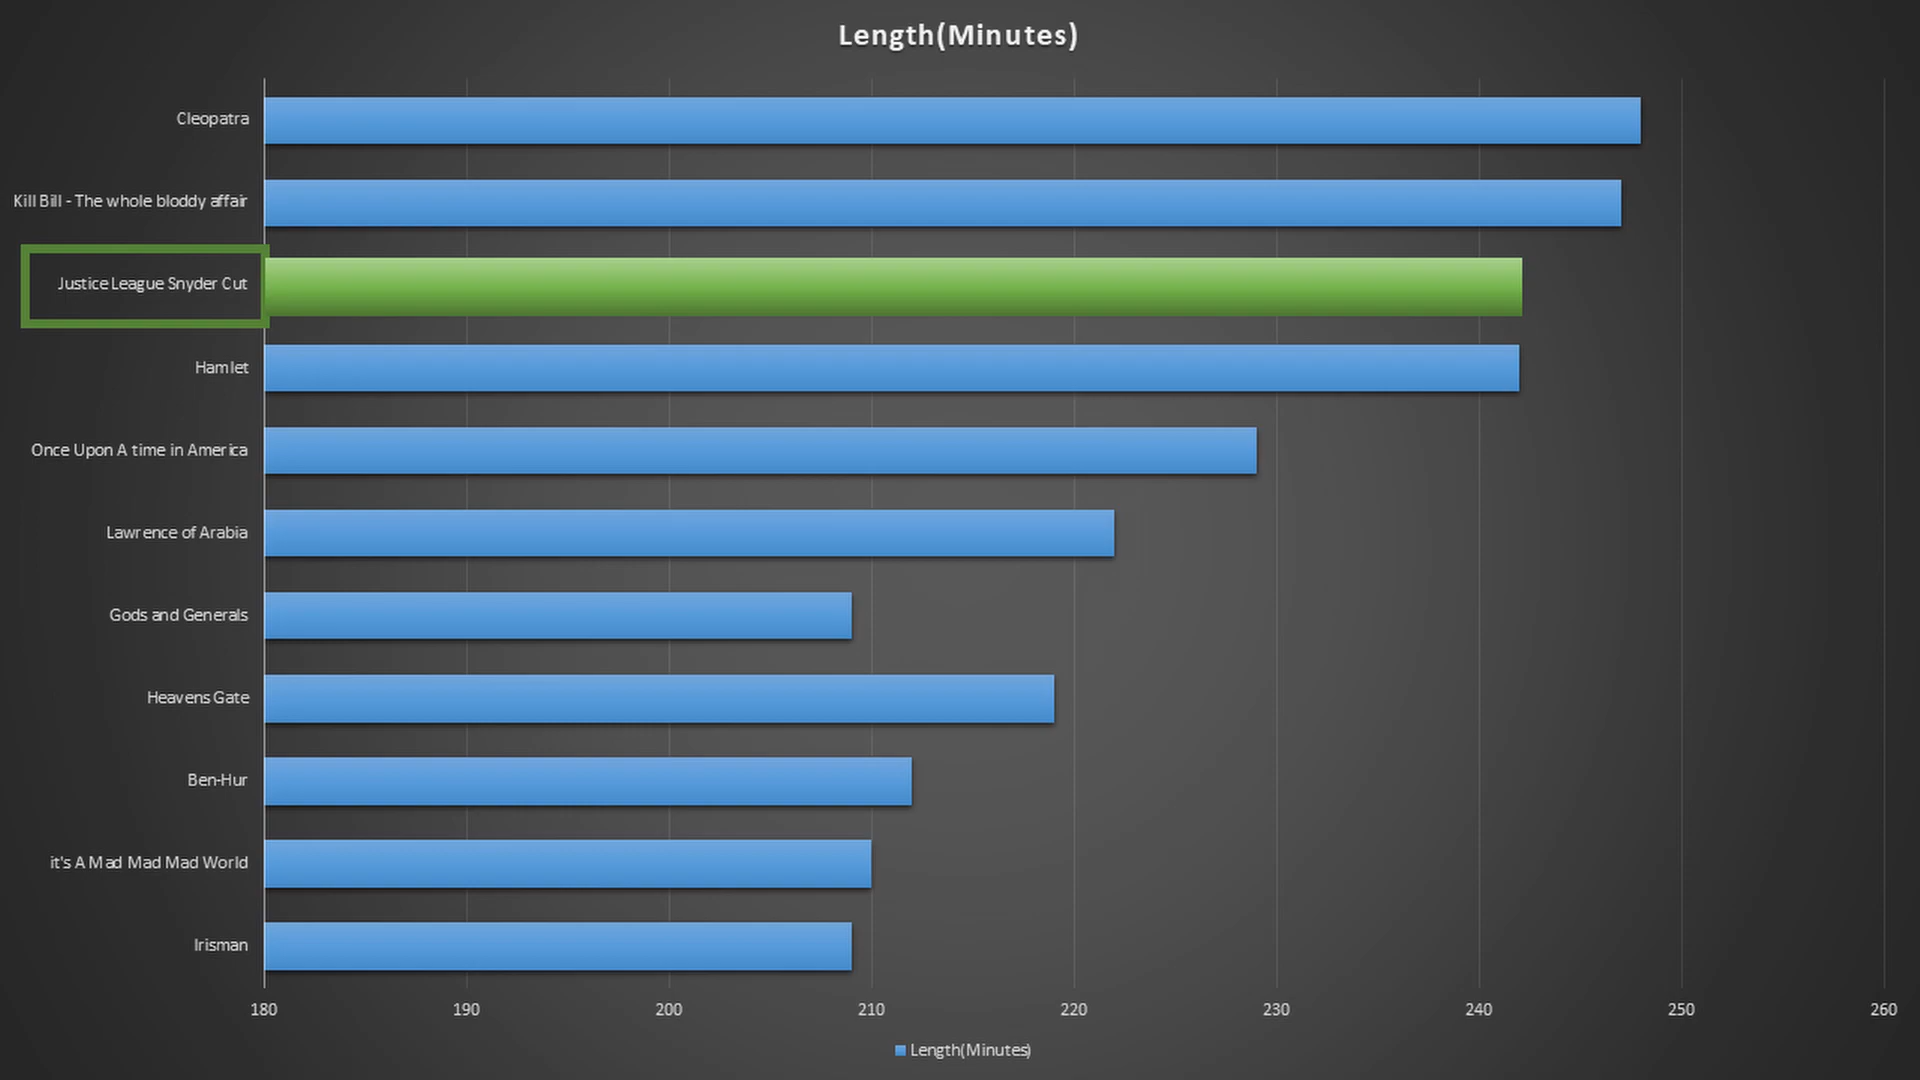 Length(Minutes)
Cleopatra
Kill Bill - The whole bloddy affair
Justice League Snyder Cut
Hamlet
Once Upon A time in America
Lawrence of Arabia
Gods and Generals
Heavens Gate
Ben-Hur
it's A Mad Mad Mad World
Irisman
180 190 200 210 220 230 240 250 260
Length(Minutes)